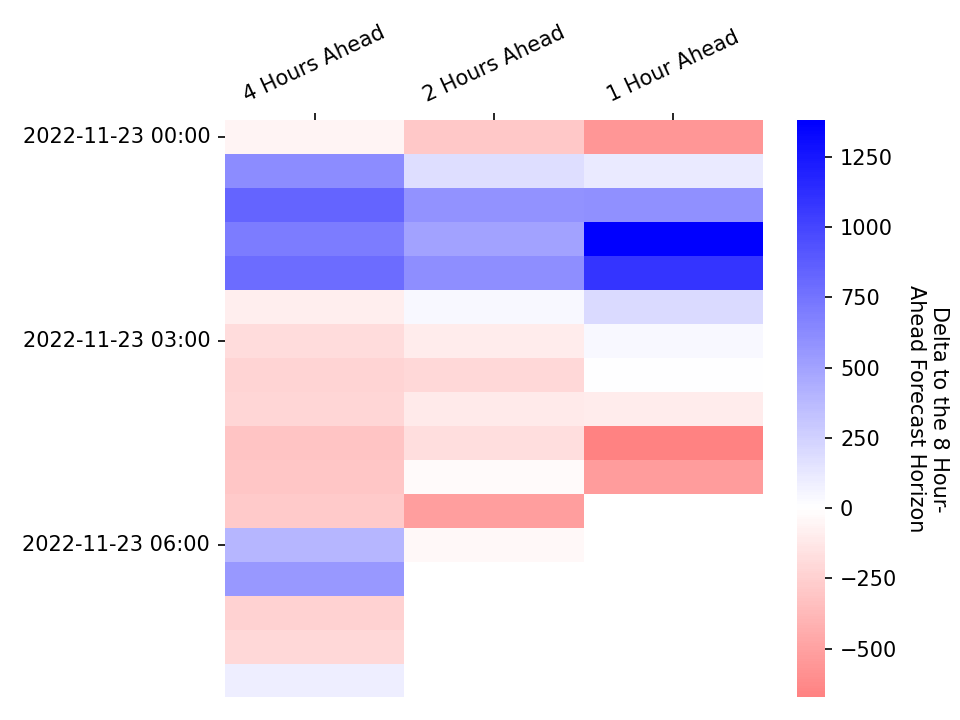 4 Hours Ahead
2 Hours Ahead
1 Hour Ahead
2022-11-23 00:00
2022-11-23 03:00
2022-11-23 06:00
1250
1000
750
500
250
0
−250
−500
Delta to the 8 Hour-
Ahead Forecast Horizon